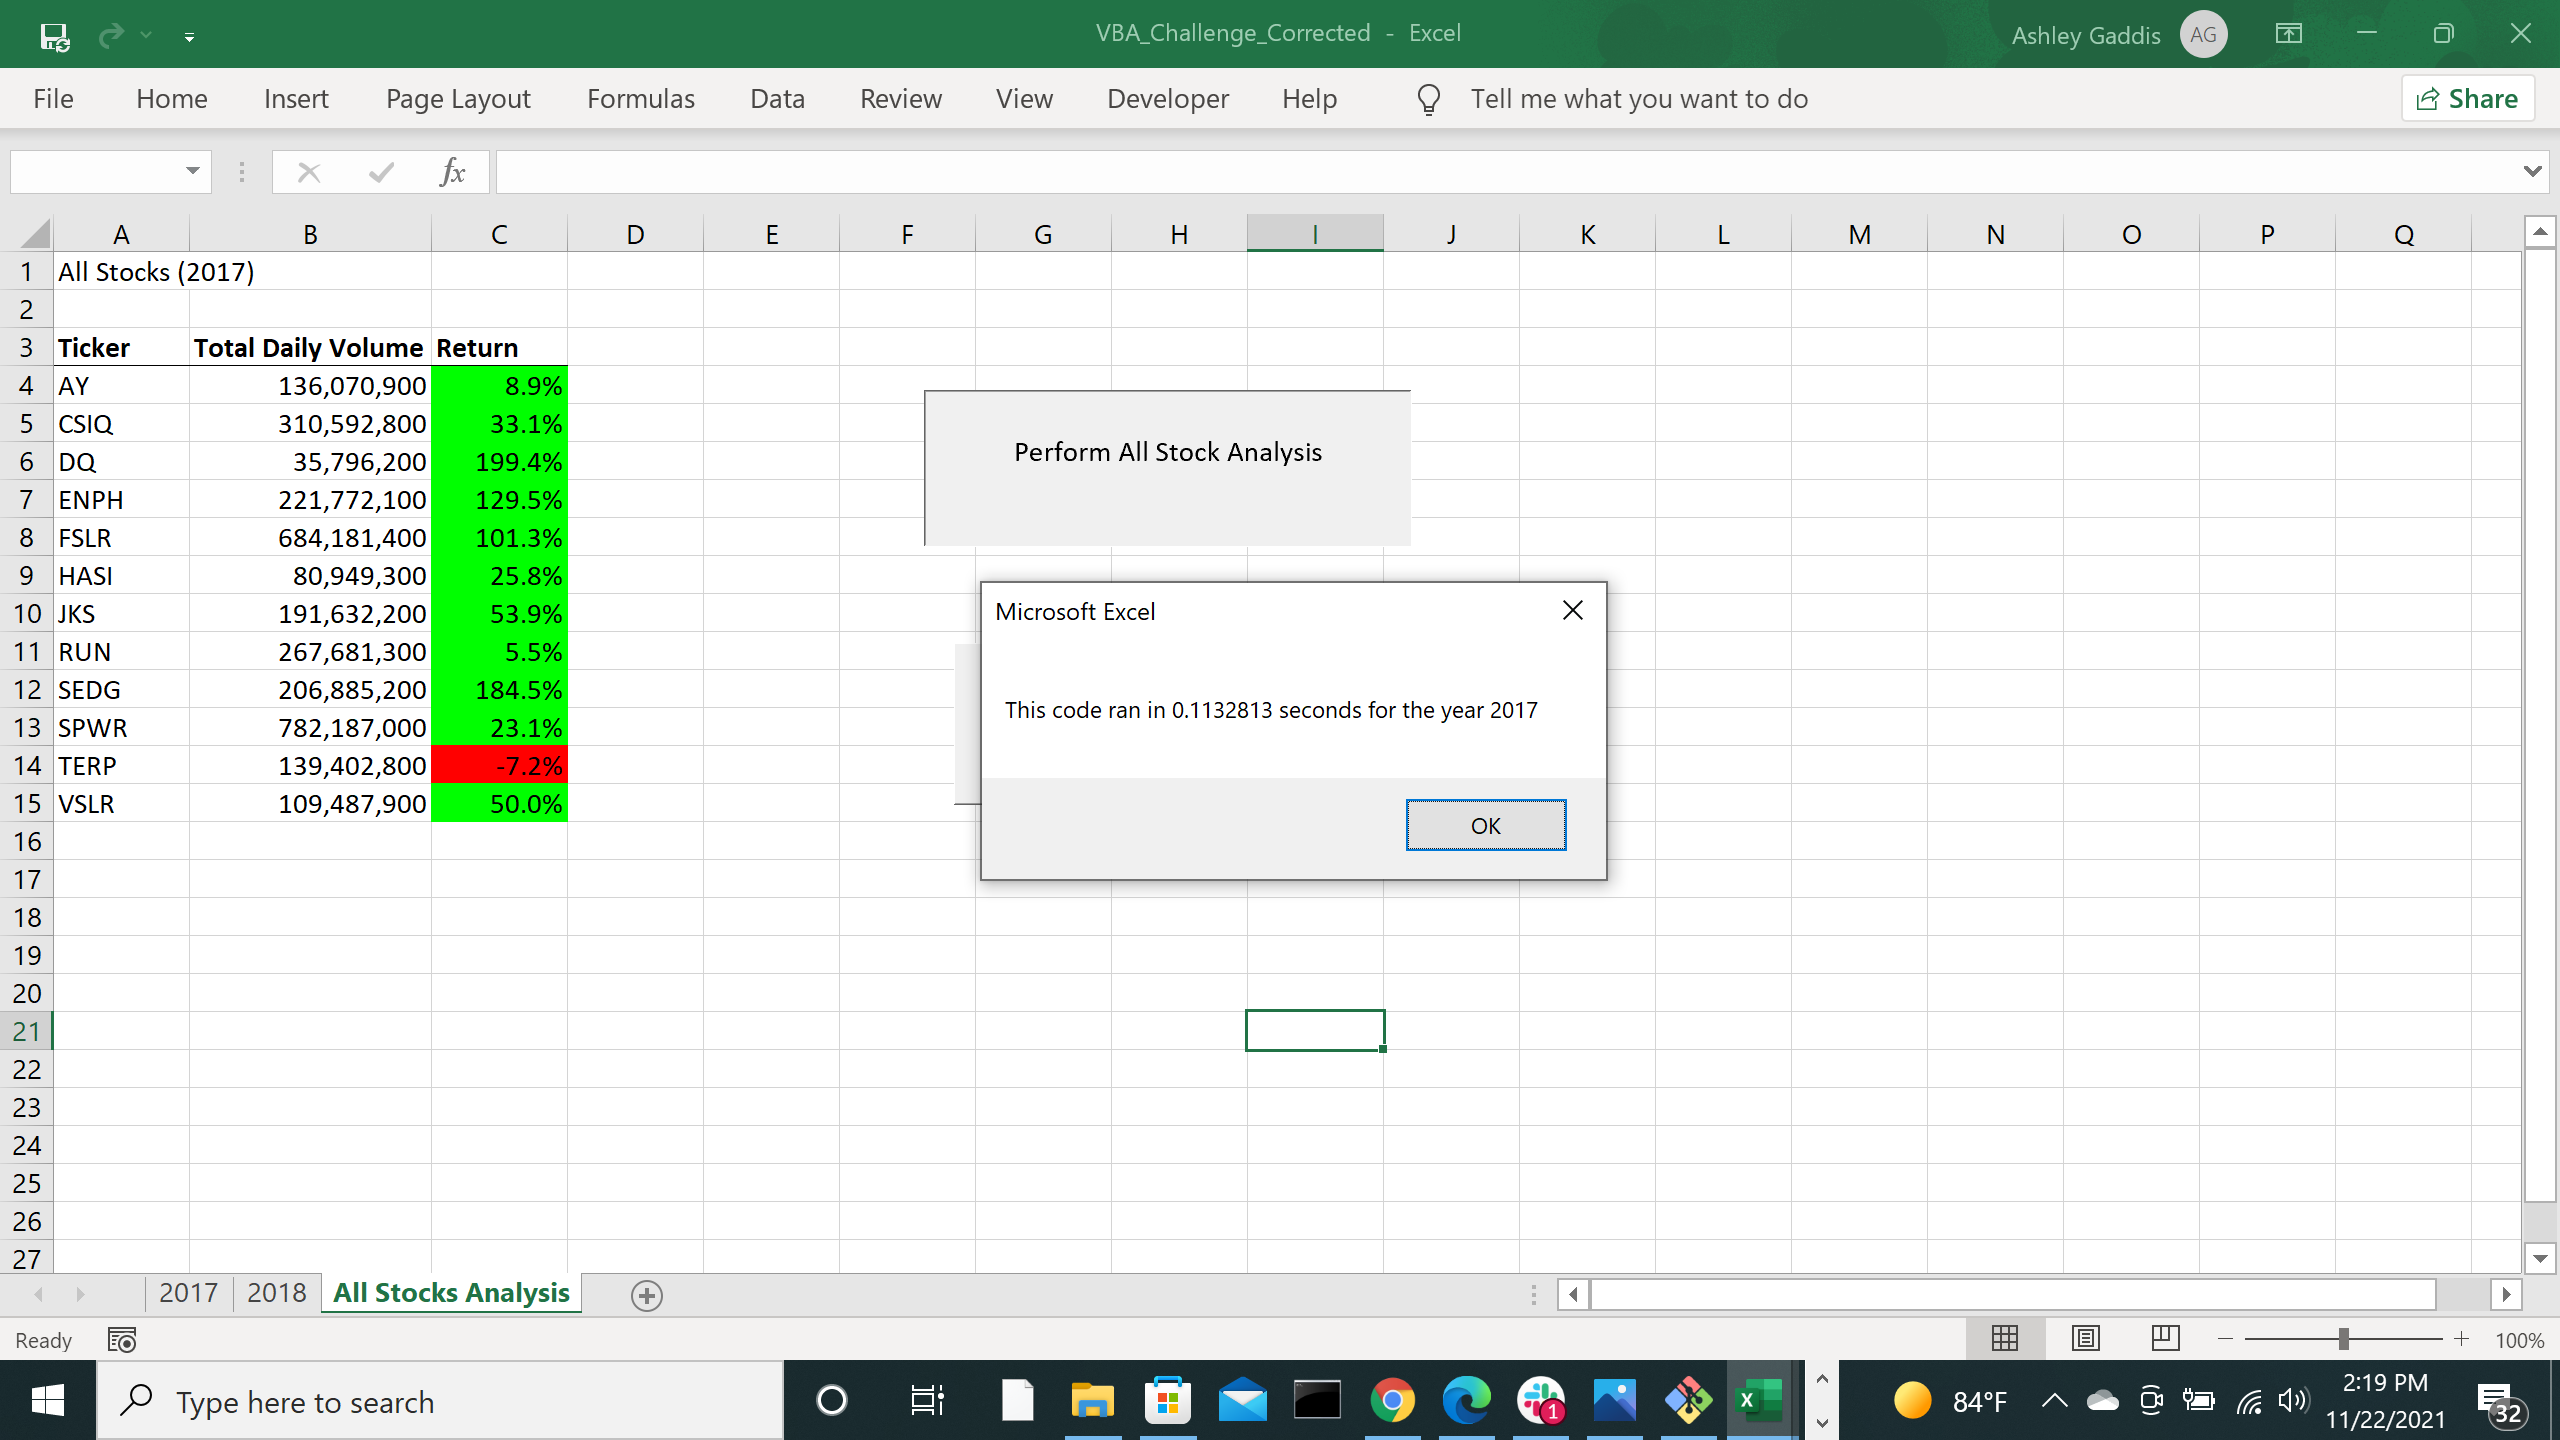 VBA_Challenge_Corrected - Excel
Ashley Gaddis AG
File Home Insert Page Layout Formulas Data Review View Developer Help Tell me what you want to do Share
fx
A B C D E F G H I J K L M N O P Q
1 All Stocks (2017)
2
3 Ticker Total Daily Volume Return
4 AY 136,070,900 8.9%
5 CSIQ 310,592,800 33.1%
6 DQ 35,796,200 199.4%
7 ENPH 221,772,100 129.5%
8 FSLR 684,181,400 101.3%
9 HASI 80,949,300 25.8%
10 JKS 191,632,200 53.9%
11 RUN 267,681,300 5.5%
12 SEDG 206,885,200 184.5%
13 SPWR 782,187,000 23.1%
14 TERP 139,402,800 -7.2%
15 VSLR 109,487,900 50.0%
16
17
18
19
20
21
22
23
24
25
26
27
Perform All Stock Analysis
Microsoft Excel
This code ran in 0.1132813 seconds for the year 2017
OK
2017 2018 All Stocks Analysis
Ready 100%
Type here to search
1
84°F
2:19 PM
11/22/2021
32